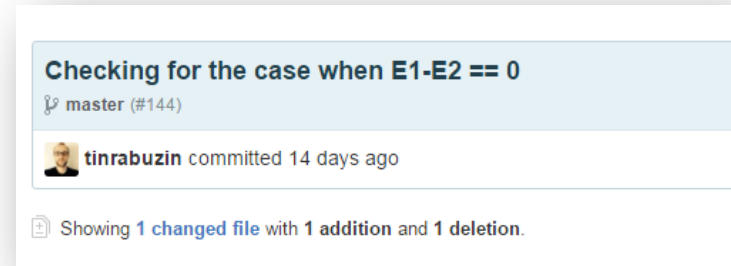 Checking for the case when E1-E2 == 0
master (#144)
tinrabuzin committed 14 days ago
Showing 1 changed file with 1 addition and 1 deletion.